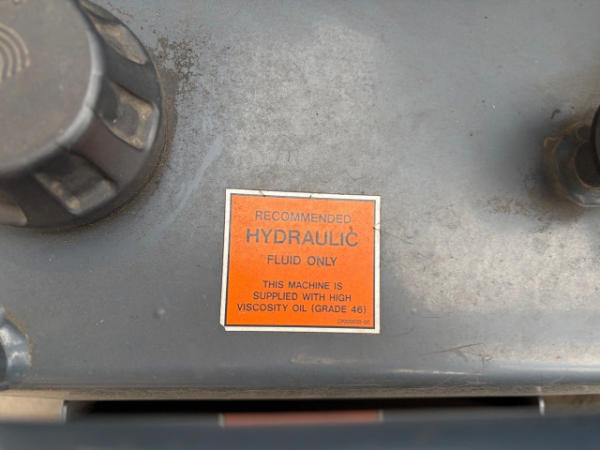 RECOMMENDED
HYDRAULIC
FLUID ONLY
THIS MACHINE IS
SUPPLIED WITH HIGH
VISCOSITY OIL (GRADE 46)